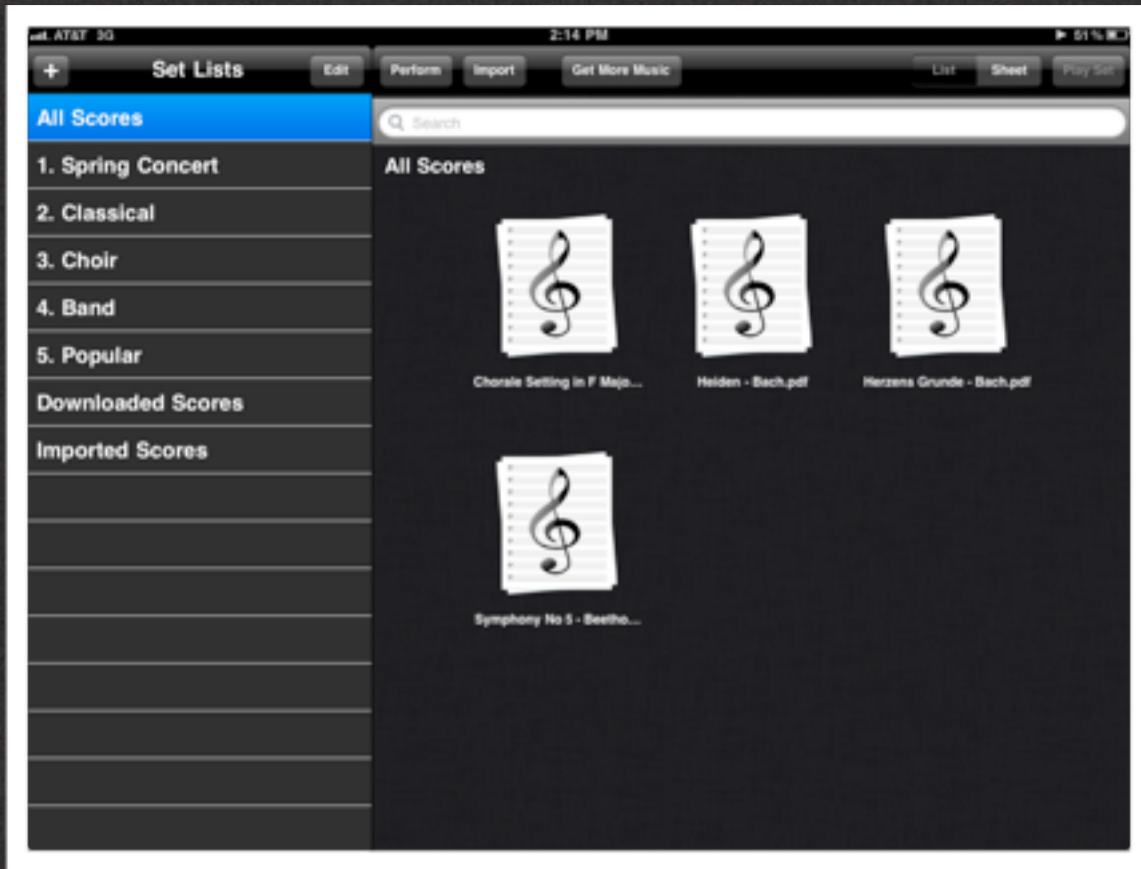 AT&T 3G 2:14 PM 51%
+ Set Lists Edit Perform Import Get More Music List Sheet Play Set
Search
All Scores
1. Spring Concert
2. Classical
3. Choir
4. Band
5. Popular
Downloaded Scores
Imported Scores
All Scores
Chorale Setting in F Majo...
Heiden - Bach.pdf
Herzens Grunde - Bach.pdf
Symphony No 5 - Beetho...